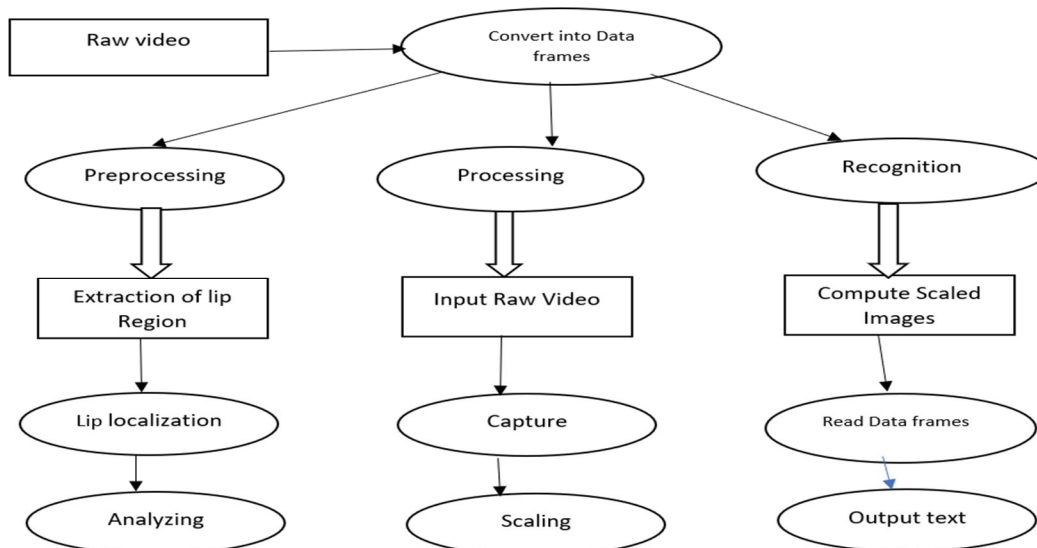 Raw video
Convert into Data
frames
Preprocessing
Processing
Recognition
Extraction of lip
Region
Input Raw Video
Compute Scaled
Images
Lip localization
Capture
Read Data frames
Analyzing
Scaling
Output text